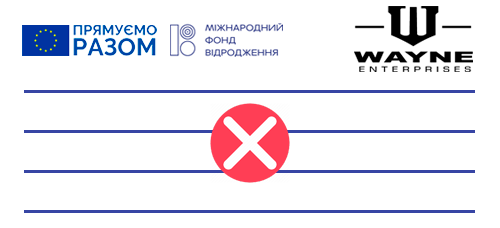 ПРЯМУЄМО
РАЗОМ
МІЖНАРОДНИЙ
ФОНД
ВІДРОДЖЕННЯ
WAYNE
ENTERPRISES